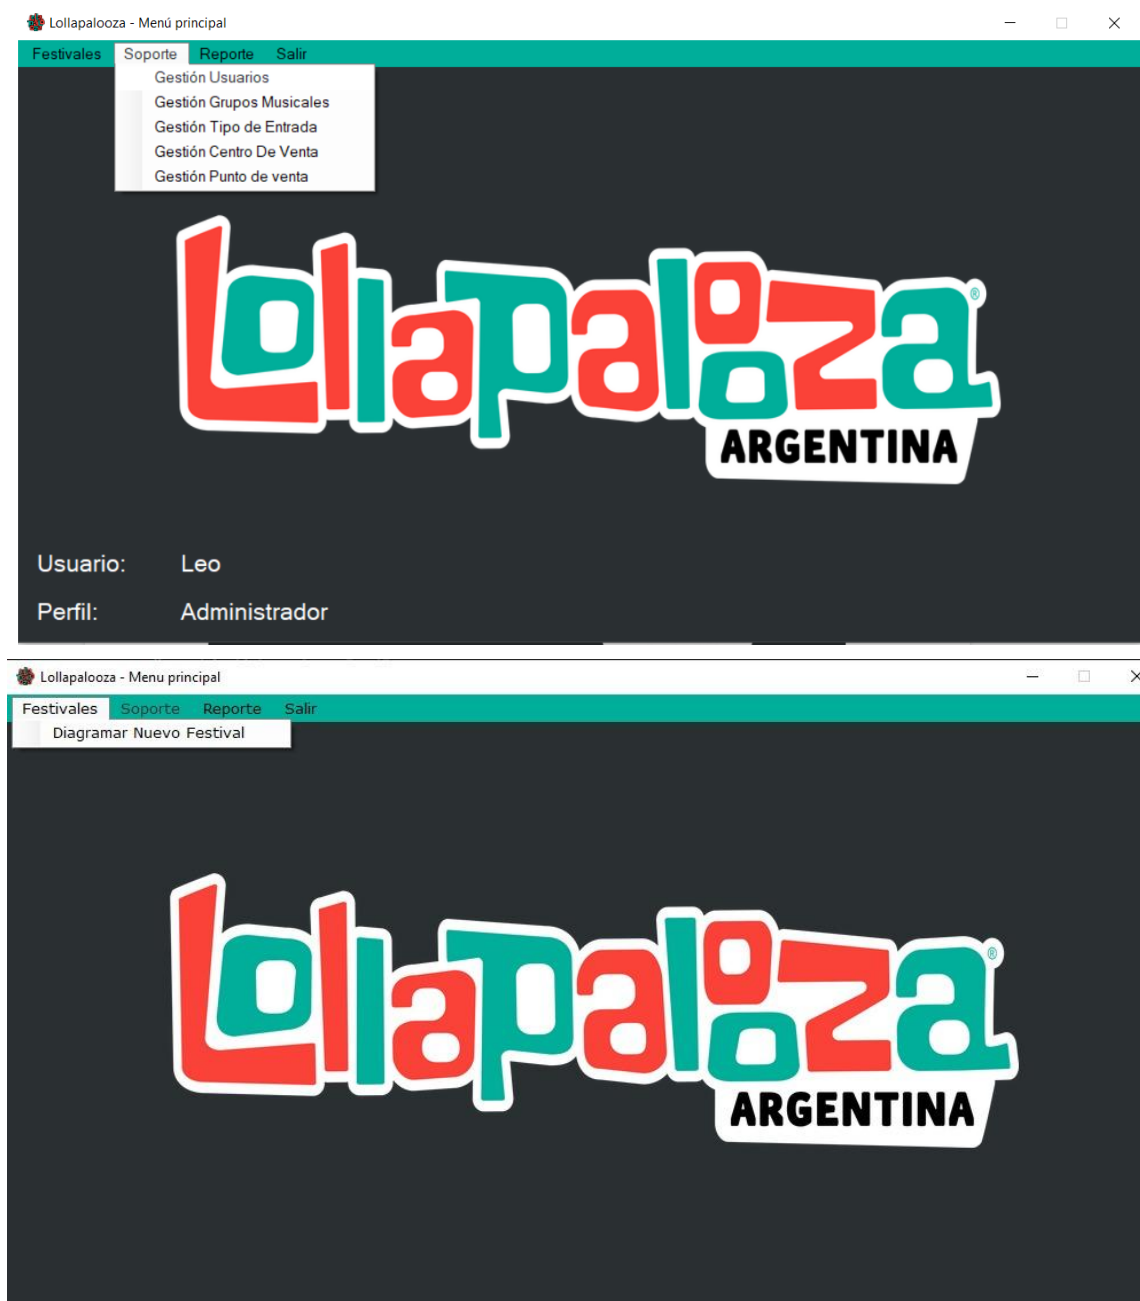 Lollapalooza - Menú principal
Festivales Soporte Reporte Salir
Gestión Usuarios
Gestión Grupos Musicales
Gestión Tipo de Entrada
Gestión Centro De Venta
Gestión Punto de venta
Lollapalooza®
ARGENTINA
Usuario: Leo
Perfil: Administrador
Lollapalooza - Menu principal
Festivales Soporte Reporte Salir
Diagramar Nuevo Festival
Lollapalooza®
ARGENTINA